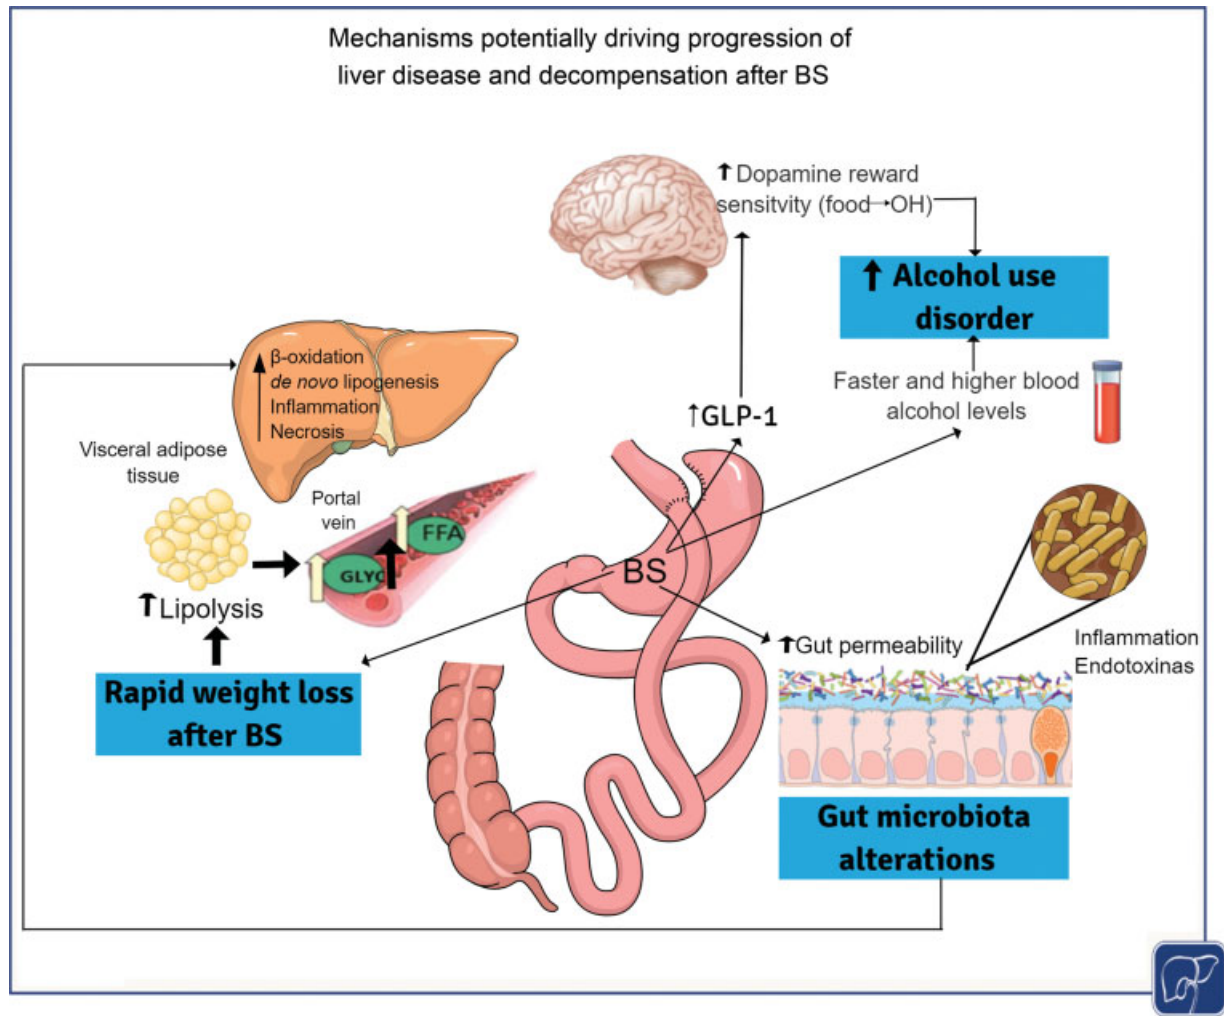 Mechanisms potentially driving progression of
liver disease and decompensation after BS
↑ Dopamine reward
sensitvity (food→OH)
↑ Alcohol use
disorder
Faster and higher blood
alcohol levels
↑GLP-1
β-oxidation
de novo lipogenesis
Inflammation
Necrosis
Visceral adipose
tissue
Portal
vein
FFA
GLYC
↑Lipolysis
BS
Rapid weight loss
after BS
↑Gut permeability
Inflammation
Endotoxinas
Gut microbiota
alterations